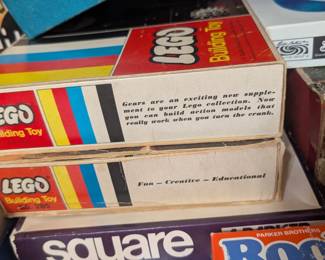 LEGO
Building Toy
LEGO
Building Toy
Gears are an exciting new supple-
ment to your Lego collection. Now
you can build action models that
really work when you turn the crank.
LEGO
Building Toy
Fun — Creative — Educational
square
PARKER BROTHERS